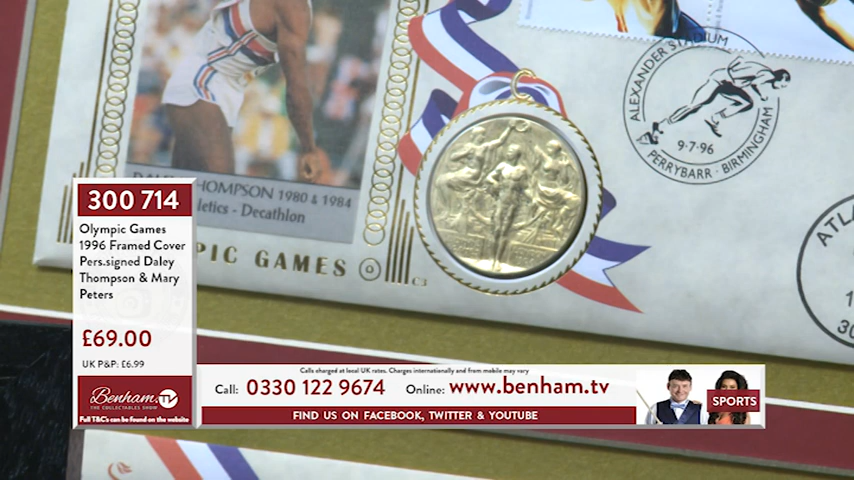 ALEXANDER STADIUM
9-7-96
PERRYBARR - BIRMINGHAM
THOMPSON 1980 & 1984
letics - Decathlon
PIC GAMES
300 714
Olympic Games
1996 Framed Cover
Pers.signed Daley
Thompson & Mary
Peters
£69.00
UK P&P: £6.99
Benham.TV
THE COLLECTABLES SHOW
Full T&C's can be found on the website
Calls charged at local UK rates. Charges internationally and from mobile may vary
Call: 0330 122 9674 Online: www.benham.tv
FIND US ON FACEBOOK, TWITTER & YOUTUBE
SPORTS